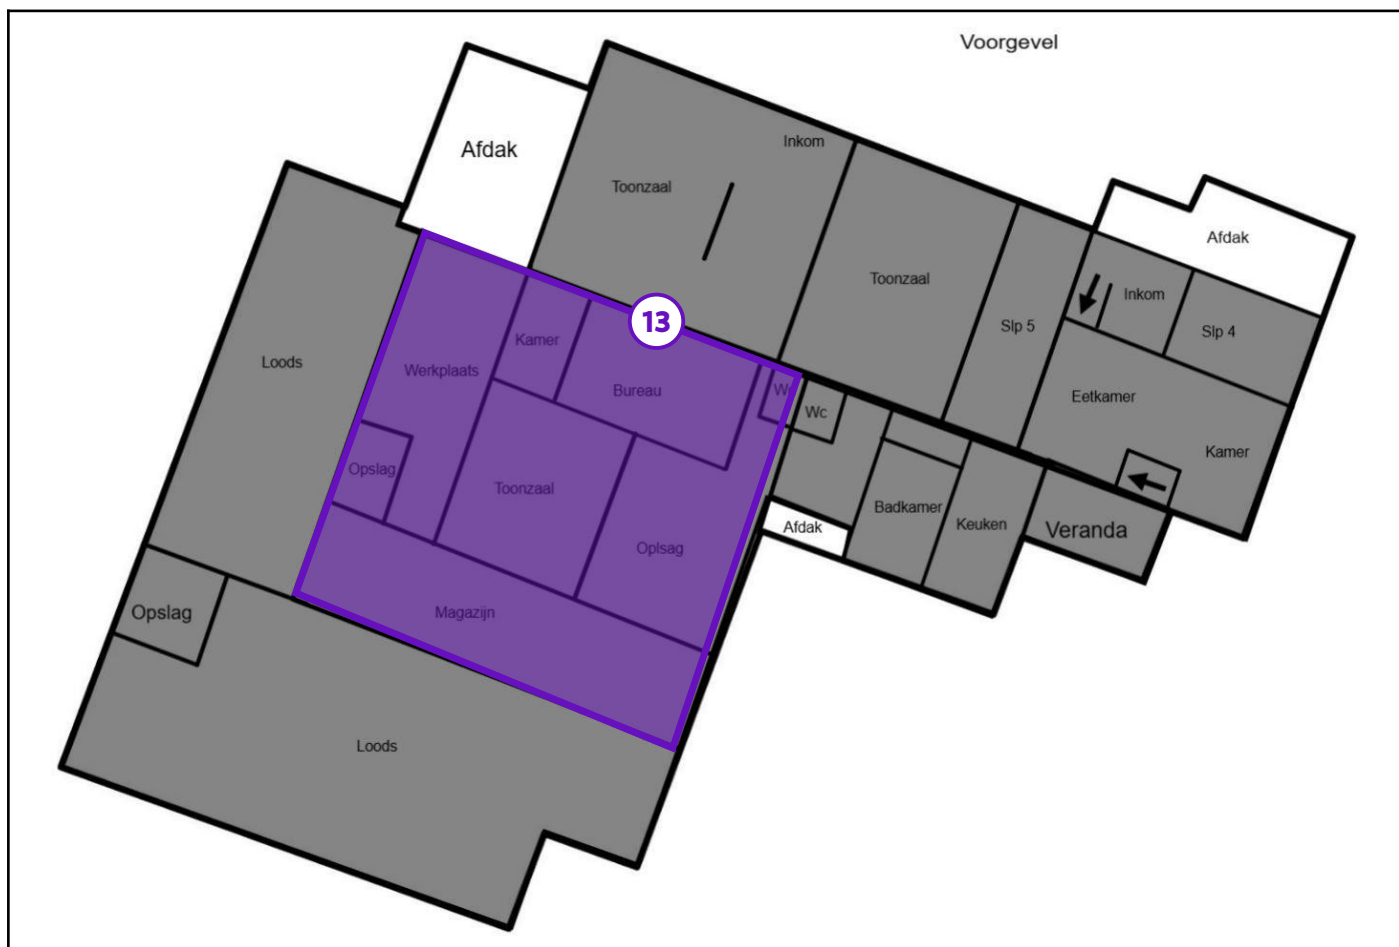 Voorgevel
Afdak
Inkom
Toonzaal
Afdak
Toonzaal
Inkom
Slp 5
Slp 4
13
Kamer
Loods
Werkplaats
Bureau
Eetkamer
Wc
Kamer
Opslag
Toonzaal
Badkamer
Keuken
Afdak
Veranda
Oplsag
Opslag
Magazijn
Loods